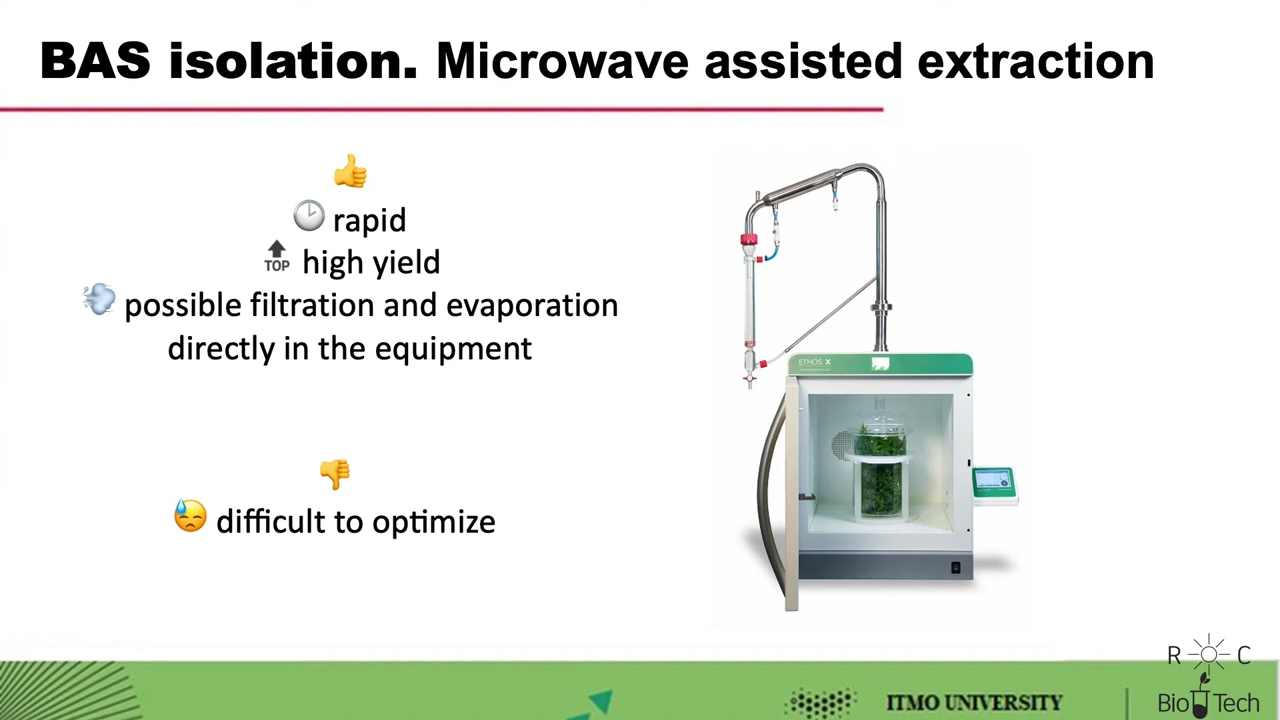 BAS isolation. Microwave assisted extraction
rapid
TOP
high yield
possible filtration and evaporation
directly in the equipment
difficult to optimize
ETHOS X
ITMO UNIVERSITY
R C
Bio Tech